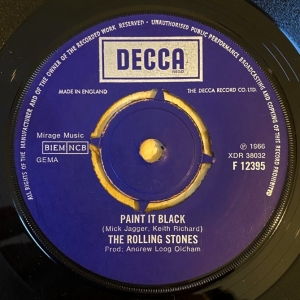 ALL RIGHTS OF THE MANUFACTURER AND OF THE OWNER OF THE RECORDED WORK RESERVED • UNAUTHORISED PUBLIC PERFORMANCE BROADCASTING AND COPYING OF THIS RECORD PROHIBITED
DECCA
MADE IN ENGLAND
THE DECCA RECORD CO. LTD.
Mirage Music
BIEM NCB
GEMA
℗ 1966
XDR 38032
F 12395
PAINT IT BLACK
(Mick Jagger, Keith Richard)
THE ROLLING STONES
Prod: Andrew Loog Oldham